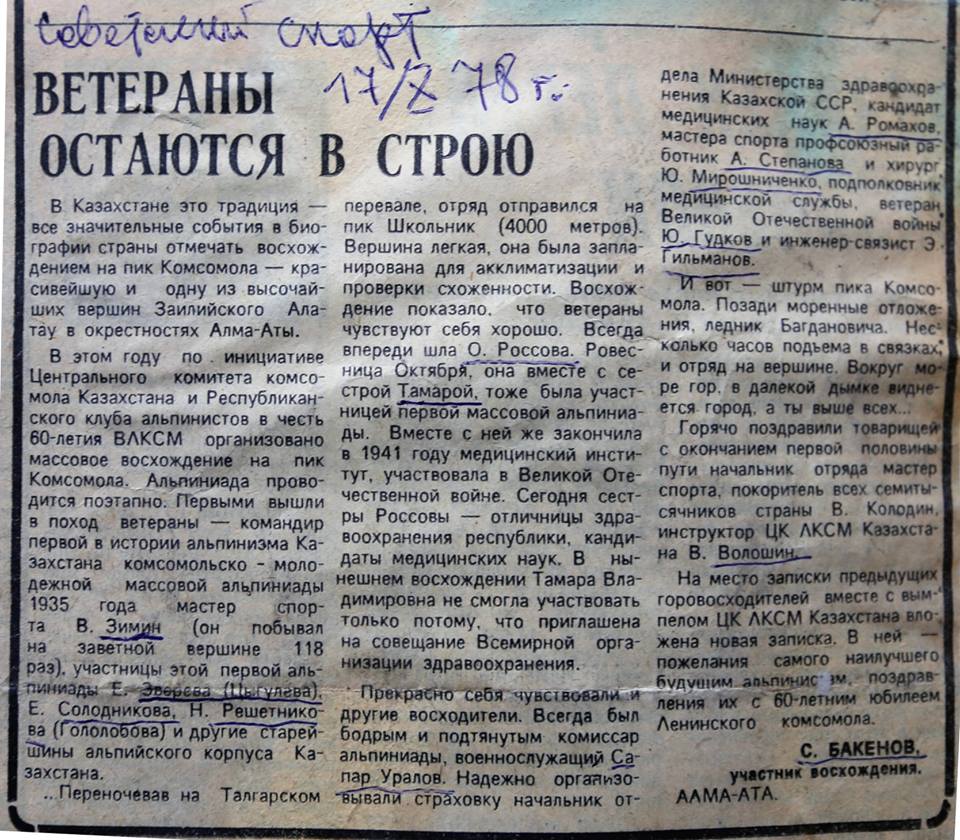 Советский спорт
17/X 78 г.
ВЕТЕРАНЫ
ОСТАЮТСЯ В СТРОЮ
В Казахстане это традиция —
все значительные события в био-
графии страны отмечать восхож-
дением на пик Комсомола — кра-
сивейшую и одну из высочай-
ших вершин Заилийского Ала-
тау в окрестностях Алма-Аты.
В этом году по инициативе
Центрального комитета комсо-
мола Казахстана и Республикан-
ского клуба альпинистов в честь
60-летия ВЛКСМ организовано
массовое восхождение на пик
Комсомола. Альпиниада прово-
дится поэтапно. Первыми вышли
в поход ветераны — командир
первой в истории альпинизма Ка-
захстана комсомольско - моло-
дежной массовой альпиниады
1935 года мастер спор-
та В. Зимин (он побывал
на заветной вершине 118
раз), участницы этой первой аль-
пиниады Е. Зверева (Цыгулева),
Е. Солодникова, Н. Решетнико-
ва (Гололобова) и другие старей-
шины альпийского корпуса Ка-
захстана.
...Переночевав на Талгарском
перевале, отряд отправился на
пик Школьник (4000 метров).
Вершина легкая, она была запла-
нирована для акклиматизации и
проверки схоженности. Восхож-
дение показало, что ветераны
чувствуют себя хорошо. Всегда
впереди шла О. Россова. Ровес-
ница Октября, она вместе с се-
строй Тамарой, тоже была участ-
ницей первой массовой альпиниа-
ды. Вместе с ней же закончила
в 1941 году медицинский инсти-
тут, участвовала в Великой Оте-
чественной войне. Сегодня сест-
ры Россовы — отличницы здра-
воохранения республики, канди-
даты медицинских наук. В ны-
нешнем восхождении Тамара Вла-
димировна не смогла участвовать
только потому, что приглашена
на совещание Всемирной орга-
низации здравоохранения.
Прекрасно себя чувствовали и
другие восходители. Всегда был
бодрым и подтянутым комиссар
альпиниады, военнослужащий Са-
пар Уралов. Надежно организо-
вывали страховку начальник от-
дела Министерства здравоохра-
нения Казахской ССР, кандидат
медицинских наук А. Ромахов,
мастера спорта профсоюзный ра-
ботник А. Степанова и хирург
Ю. Мирошниченко, подполковник
медицинской службы, ветеран
Великой Отечественной войны
Ю. Гудков и инженер-связист Э.
Гильманов.
И вот — штурм пика Комсо-
мола. Позади моренные отложе-
ния, ледник Багдановича. Нес-
колько часов подъема в связках,
и отряд на вершине. Вокруг мо-
ре гор, в далекой дымке видне-
ется город, а ты выше всех...
Горячо поздравили товарищей
с окончанием первой половины
пути начальник отряда мастер
спорта, покоритель всех семиты-
сячников страны В. Колодин,
инструктор ЦК ЛКСМ Казахста-
на В. Волошин.
На место записки предыдущих
горовосходителей вместе с вым-
пелом ЦК ЛКСМ Казахстана вло-
жена новая записка. В ней —
пожелания самого наилучшего
будущим альпинистам, поздрав-
ления их с 60-летним юбилеем
Ленинского комсомола.
С. БАКЕНОВ,
участник восхождения.
АЛМА-АТА.